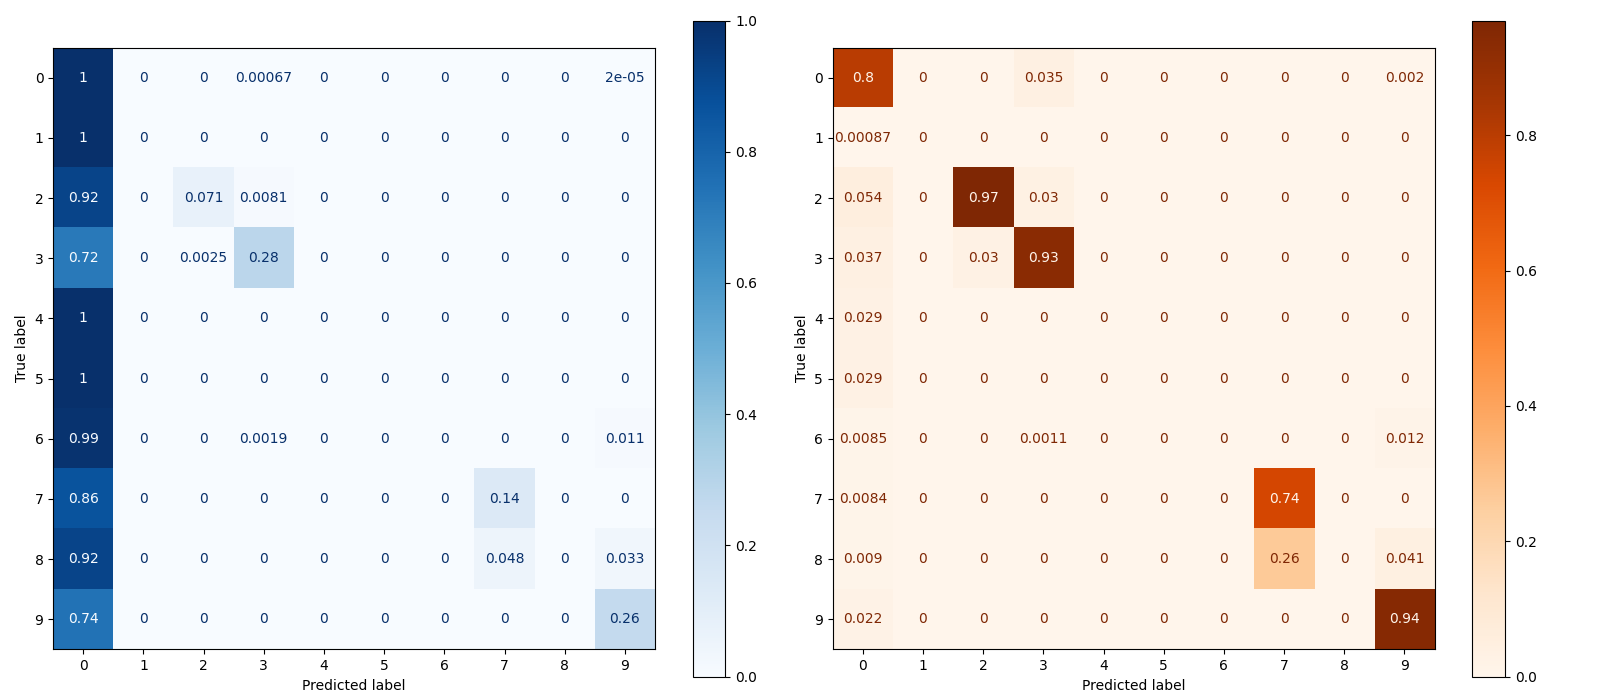 1.0
0 1 0 0 0.00067 0 0 0 0 0 2e-05 0 0.8 0 0 0.035 0 0 0 0 0 0.002
1 1 0 0 0 0 0 0 0 0 0 1 0.00087 0 0 0 0 0 0 0 0 0
0.8 0.8
2 0.92 0 0.071 0.0081 0 0 0 0 0 0 2 0.054 0 0.97 0.03 0 0 0 0 0 0
3 0.72 0 0.0025 0.28 0 0 0 0 0 0 3 0.037 0 0.03 0.93 0 0 0 0 0 0
0.6 0.6
4 1 0 0 0 0 0 0 0 0 0 4 0.029 0 0 0 0 0 0 0 0 0
True label True label
5 1 0 0 0 0 0 0 0 0 0 5 0.029 0 0 0 0 0 0 0 0 0
0.4 0.4
6 0.99 0 0 0.0019 0 0 0 0 0 0.011 6 0.0085 0 0 0.0011 0 0 0 0 0 0.012
7 0.86 0 0 0 0 0 0 0.14 0 0 7 0.0084 0 0 0 0 0 0 0.74 0 0
0.2 0.2
8 0.92 0 0 0 0 0 0 0.048 0 0.033 8 0.009 0 0 0 0 0 0 0.26 0 0.041
9 0.74 0 0 0 0 0 0 0 0 0.26 9 0.022 0 0 0 0 0 0 0 0 0.94
0 1 2 3 4 5 6 7 8 9 0.0 0 1 2 3 4 5 6 7 8 9 0.0
Predicted label Predicted label